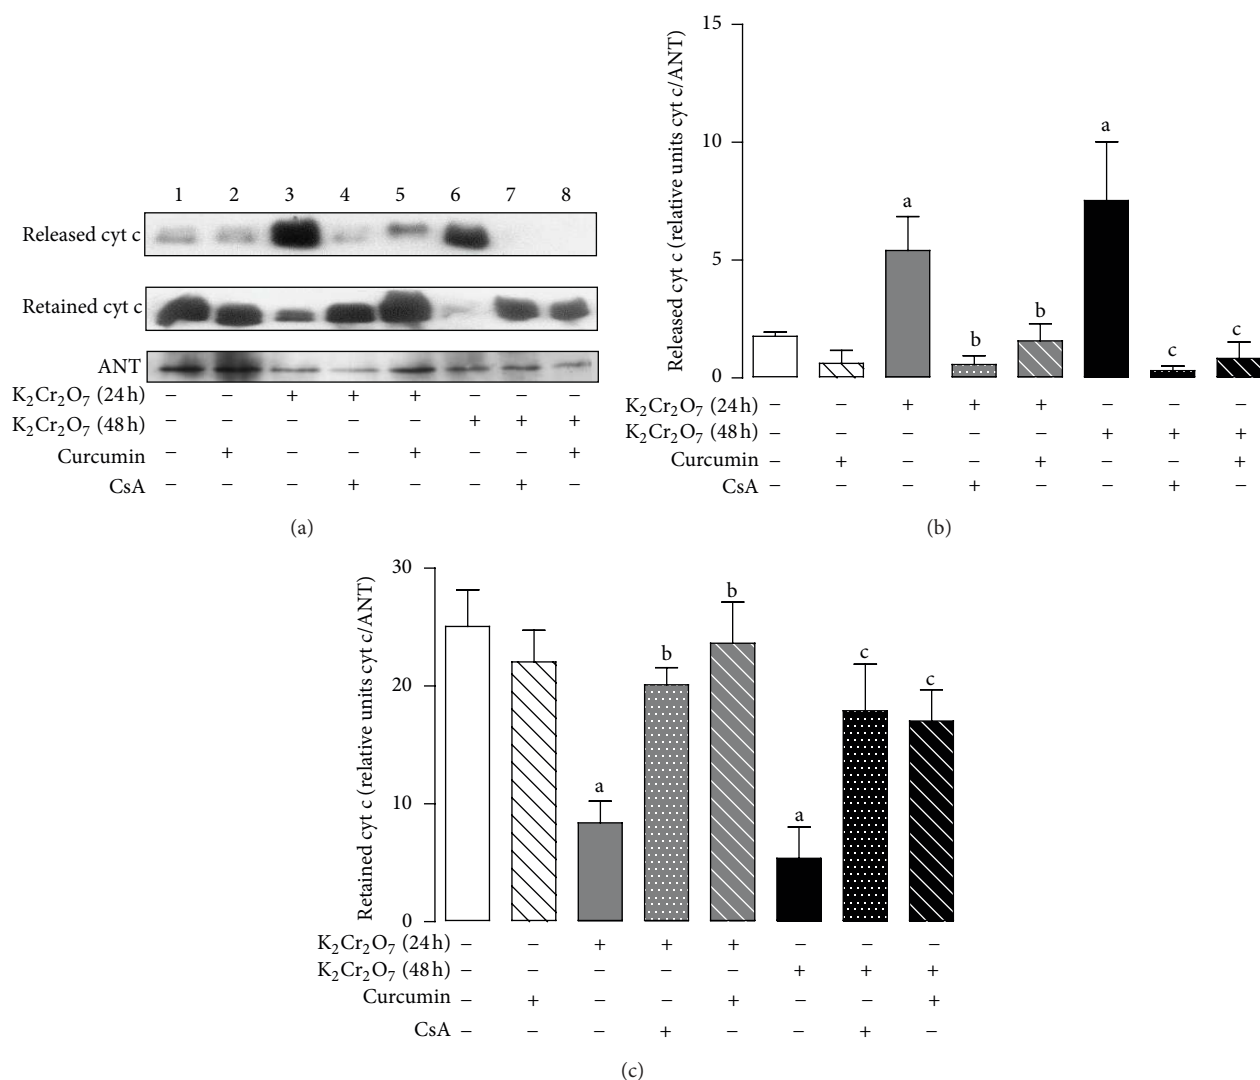 1 2 3 4 5 6 7 8
Released cyt c
Retained cyt c
ANT
K₂Cr₂O₇ (24 h) − − + + + − − −
K₂Cr₂O₇ (48 h) − − − − − + + +
Curcumin − + − − + − − +
CsA − − − + − − + −
(a)
Released cyt c (relative units cyt c/ANT)
15
10
5
0
a
b
b
a
c
c
K₂Cr₂O₇ (24 h) − − + + + − − −
K₂Cr₂O₇ (48 h) − − − − − + + +
Curcumin − + − − + − − +
CsA − − − + − − + −
(b)
Retained cyt c (relative units cyt c/ANT)
30
20
10
0
a
b
b
a
c
c
K₂Cr₂O₇ (24 h) − − + + + − − −
K₂Cr₂O₇ (48 h) − − − − − + + +
Curcumin − + − − + − − +
CsA − − − + − − + −
(c)